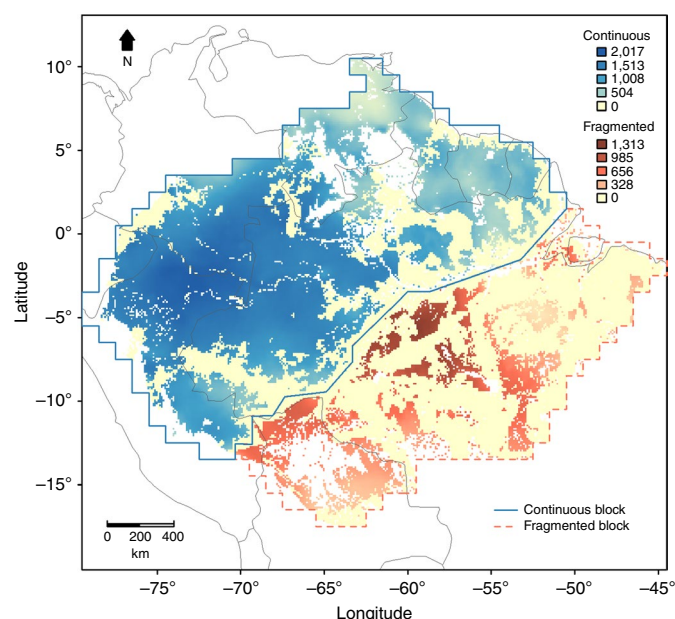 N
Continuous
2,017
1,513
1,008
504
0
Fragmented
1,313
985
656
328
0
10°
5°
0°
−5°
−10°
−15°
Latitude
Continuous block
Fragmented block
0 200 400
km
−75° −70° −65° −60° −55° −50° −45°
Longitude